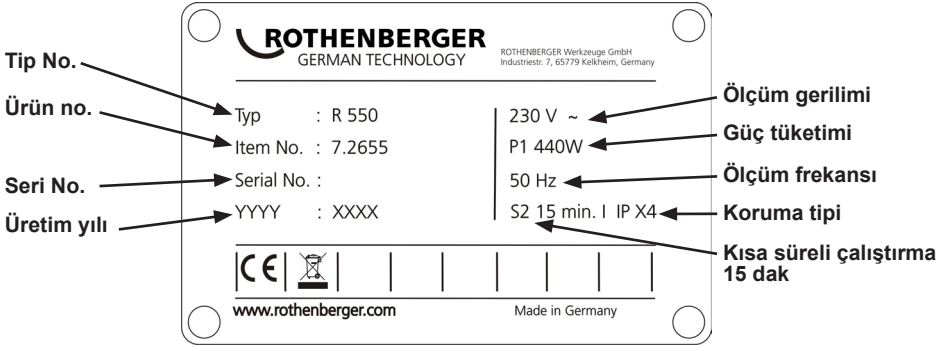 ROTHENBERGER
GERMAN TECHNOLOGY
ROTHENBERGER Werkzeuge GmbH
Industriestr. 7, 65779 Kelkheim, Germany
Tip No.
Ürün no.
Seri No.
Üretim yılı
Typ : R 550
Item No. : 7.2655
Serial No. :
YYYY : XXXX
230 V ~
P1 440W
50 Hz
S2 15 min. I IP X4
Ölçüm gerilimi
Güç tüketimi
Ölçüm frekansı
Koruma tipi
Kısa süreli çalıştırma
15 dak
CE
www.rothenberger.com
Made in Germany